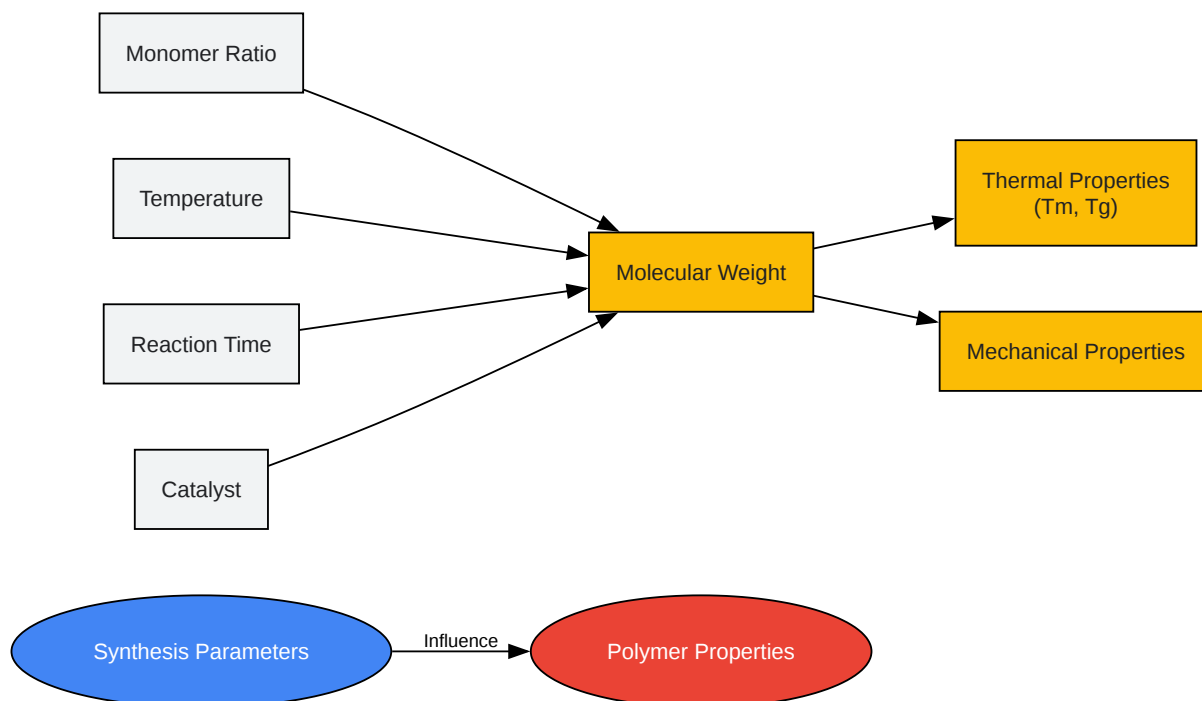 Monomer Ratio
Temperature
Reaction Time
Catalyst
Molecular Weight
Thermal Properties
(Tm, Tg)
Mechanical Properties
Synthesis Parameters
Influence
Polymer Properties